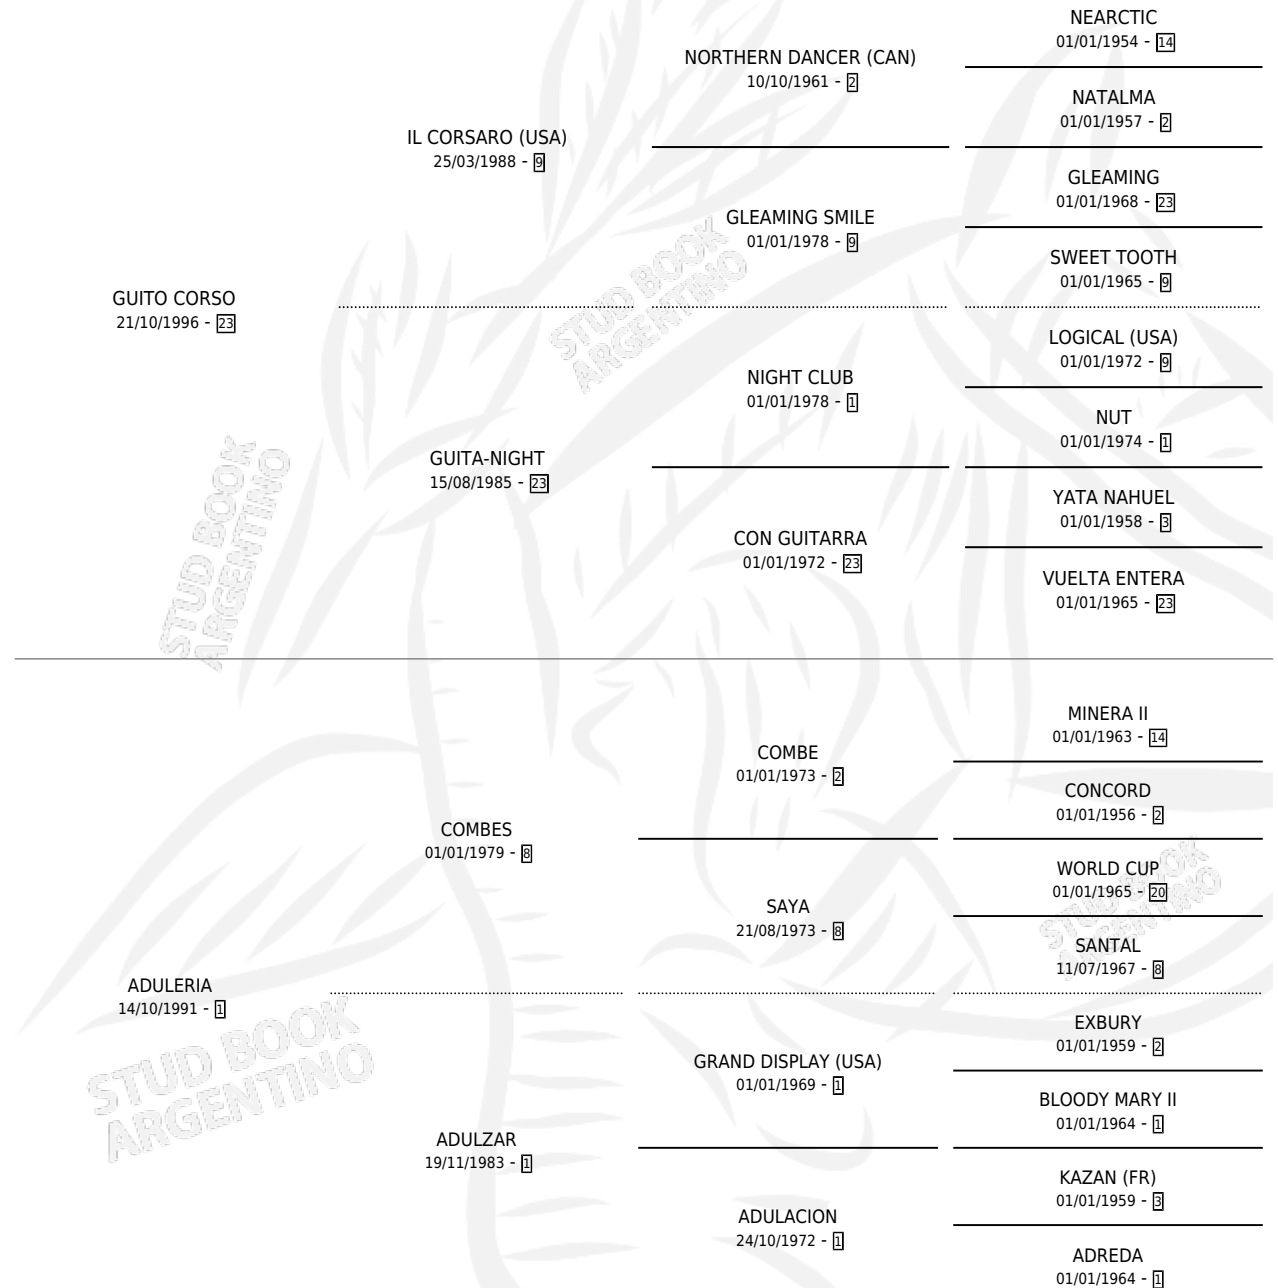 NEARCTIC
01/01/1954 - 14
NORTHERN DANCER (CAN)
10/10/1961 - 2
NATALMA
01/01/1957 - 2
IL CORSARO (USA)
25/03/1988 - 9
GLEAMING
01/01/1968 - 23
GLEAMING SMILE
01/01/1978 - 9
SWEET TOOTH
01/01/1965 - 9
GUITO CORSO
21/10/1996 - 23
LOGICAL (USA)
01/01/1972 - 9
NIGHT CLUB
01/01/1978 - 1
NUT
01/01/1974 - 1
GUITA-NIGHT
15/08/1985 - 23
YATA NAHUEL
01/01/1958 - 3
CON GUITARRA
01/01/1972 - 23
VUELTA ENTERA
01/01/1965 - 23
MINERA II
01/01/1963 - 14
COMBE
01/01/1973 - 2
CONCORD
01/01/1956 - 2
COMBES
01/01/1979 - 8
WORLD CUP
01/01/1965 - 20
SAYA
21/08/1973 - 8
SANTAL
11/07/1967 - 8
ADULERIA
14/10/1991 - 1
EXBURY
01/01/1959 - 2
GRAND DISPLAY (USA)
01/01/1969 - 1
BLOODY MARY II
01/01/1964 - 1
ADULZAR
19/11/1983 - 1
KAZAN (FR)
01/01/1959 - 3
ADULACION
24/10/1972 - 1
ADREDA
01/01/1964 - 1
STUD BOOK
ARGENTINO
STUD BOOK
ARGENTINO
STUD BOOK
ARGENTINO
STUD BOOK
ARGENTINO